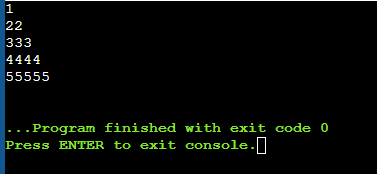 1
22
333
4444
55555
...Program finished with exit code 0
Press ENTER to exit console.